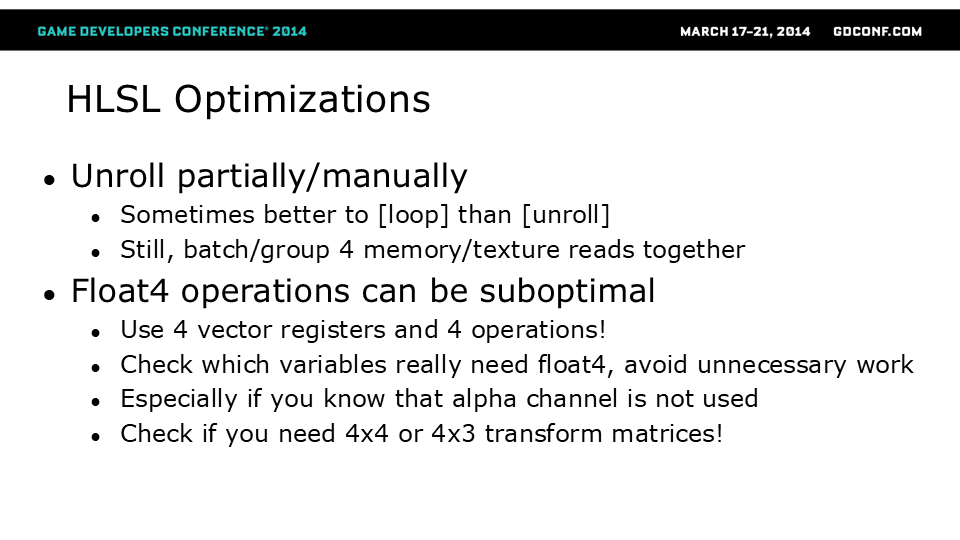 GAME DEVELOPERS CONFERENCE® 2014 MARCH 17–21, 2014 GDCONF.COM
HLSL Optimizations
● Unroll partially/manually
● Sometimes better to [loop] than [unroll]
● Still, batch/group 4 memory/texture reads together
● Float4 operations can be suboptimal
● Use 4 vector registers and 4 operations!
● Check which variables really need float4, avoid unnecessary work
● Especially if you know that alpha channel is not used
● Check if you need 4x4 or 4x3 transform matrices!